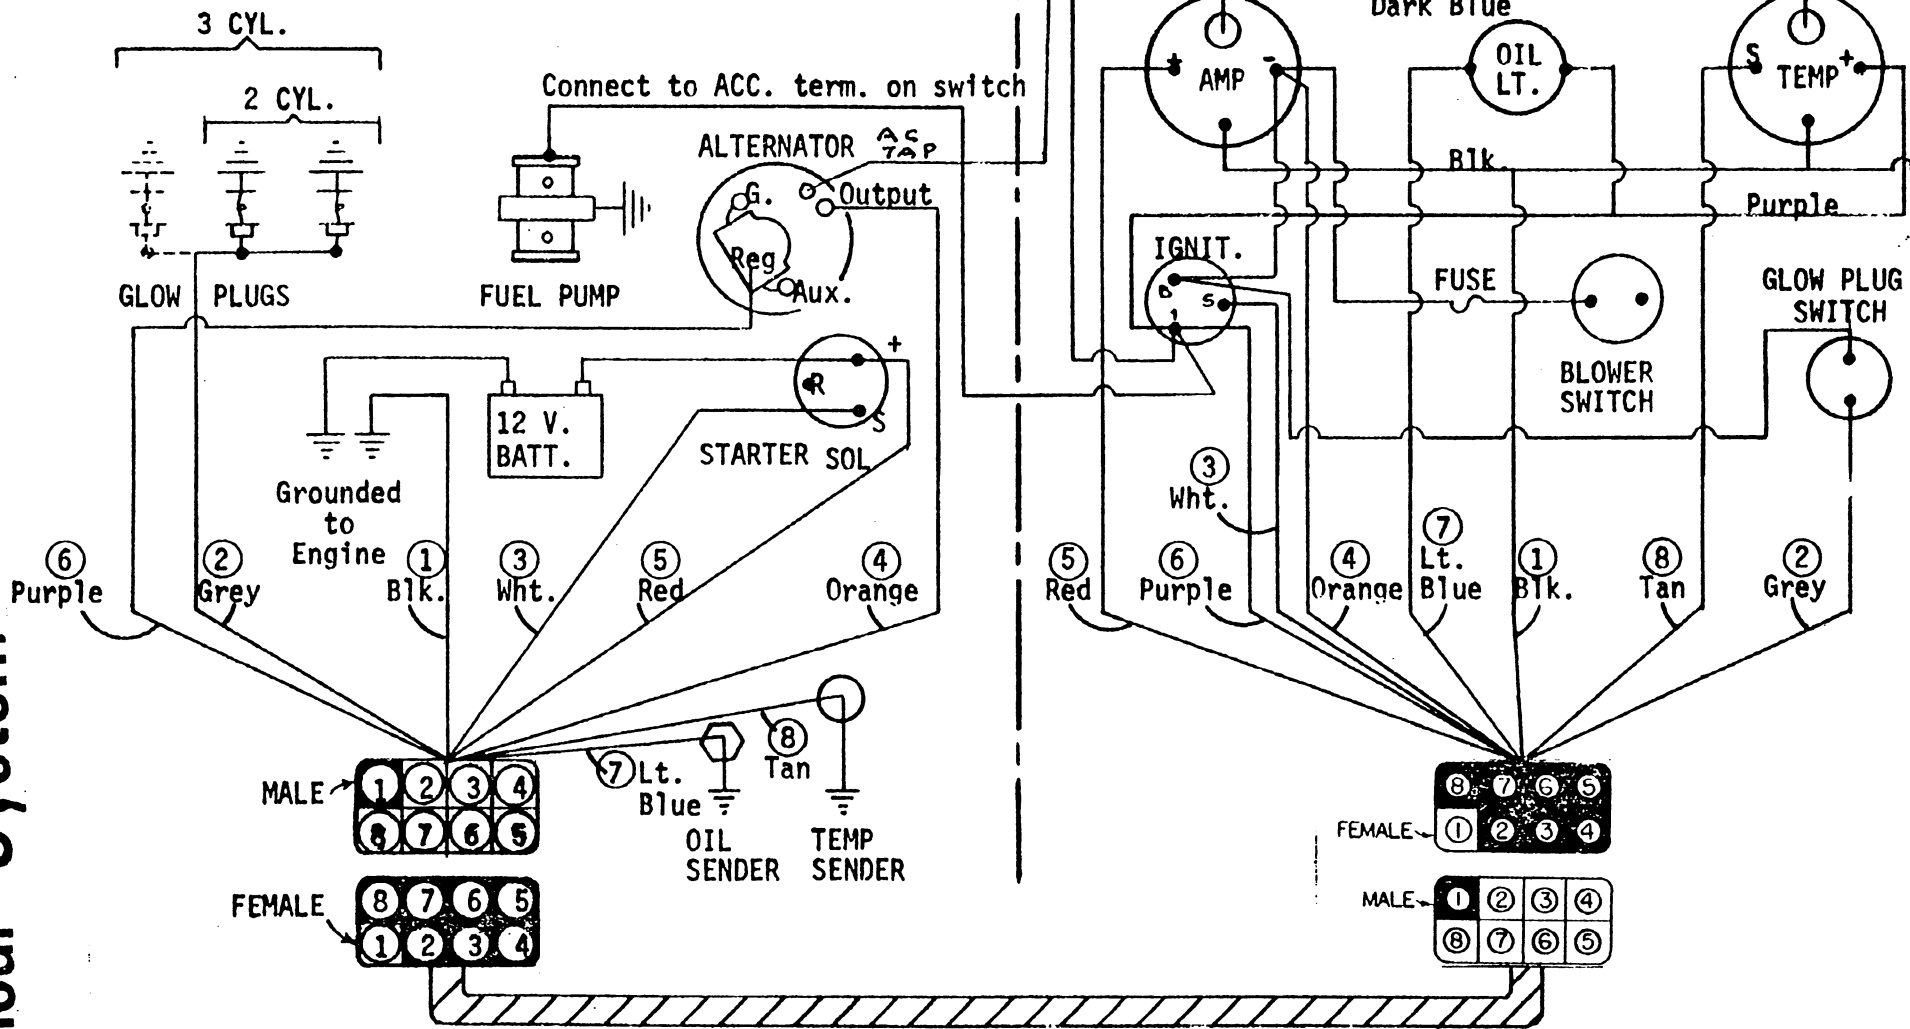 3 CYL.
2 CYL.
GLOW PLUGS
Connect to ACC. term. on switch
FUEL PUMP
ALTERNATOR
AC
TAP
G.
Output
Reg
Aux.
12 V.
BATT.
+
R
S
STARTER SOL
Grounded
to
Engine
6
Purple
2
Grey
1
Blk.
3
Wht.
5
Red
4
Orange
8
Tan
7
Lt.
Blue
OIL
SENDER
TEMP
SENDER
MALE
1 2 3 4
8 7 6 5
FEMALE
8 7 6 5
1 2 3 4
Dark Blue
+ -
AMP
OIL
LT.
S +
TEMP
Blk.
Purple
IGNIT.
B
S
1
FUSE
BLOWER
SWITCH
GLOW PLUG
SWITCH
3
Wht.
5
Red
6
Purple
4
Orange
7
Lt.
Blue
1
Blk.
8
Tan
2
Grey
FEMALE
8 7 6 5
1 2 3 4
MALE
1 2 3 4
8 7 6 5